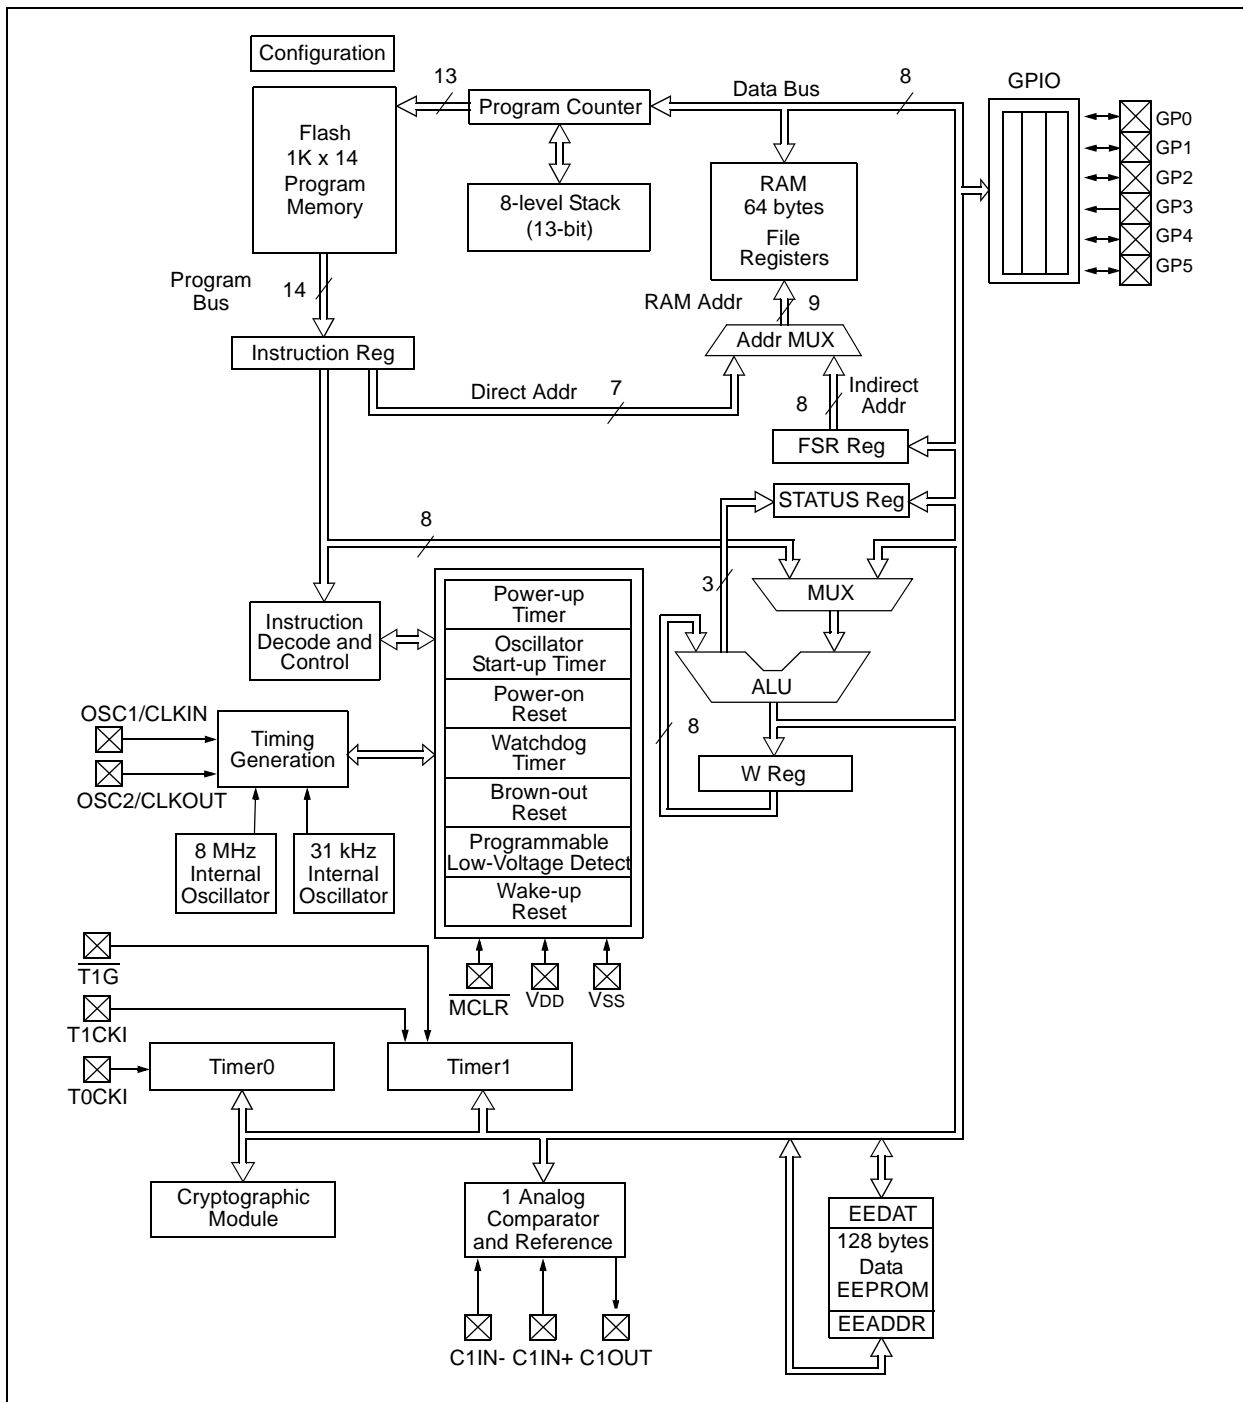 Configuration
13
Data Bus
8
GPIO
Flash
1K x 14
Program
Memory
Program Counter
8-level Stack
(13-bit)
RAM
64 bytes
File
Registers
GP0
GP1
GP2
GP3
GP4
GP5
Program
Bus
14
RAM Addr
9
Addr MUX
Instruction Reg
Direct Addr
7
8
Indirect
Addr
FSR Reg
STATUS Reg
8
3
MUX
Instruction
Decode and
Control
Power-up
Timer
Oscillator
Start-up Timer
Power-on
Reset
Watchdog
Timer
Brown-out
Reset
Programmable
Low-Voltage Detect
Wake-up
Reset
ALU
8
W Reg
OSC1/CLKIN
Timing
Generation
OSC2/CLKOUT
8 MHz
Internal
Oscillator
31 kHz
Internal
Oscillator
T1G
MCLR
VDD
VSS
T1CKI
Timer0
Timer1
T0CKI
Cryptographic
Module
1 Analog
Comparator
and Reference
EEDAT
128 bytes
Data
EEPROM
EEADDR
C1IN-
C1IN+
C1OUT